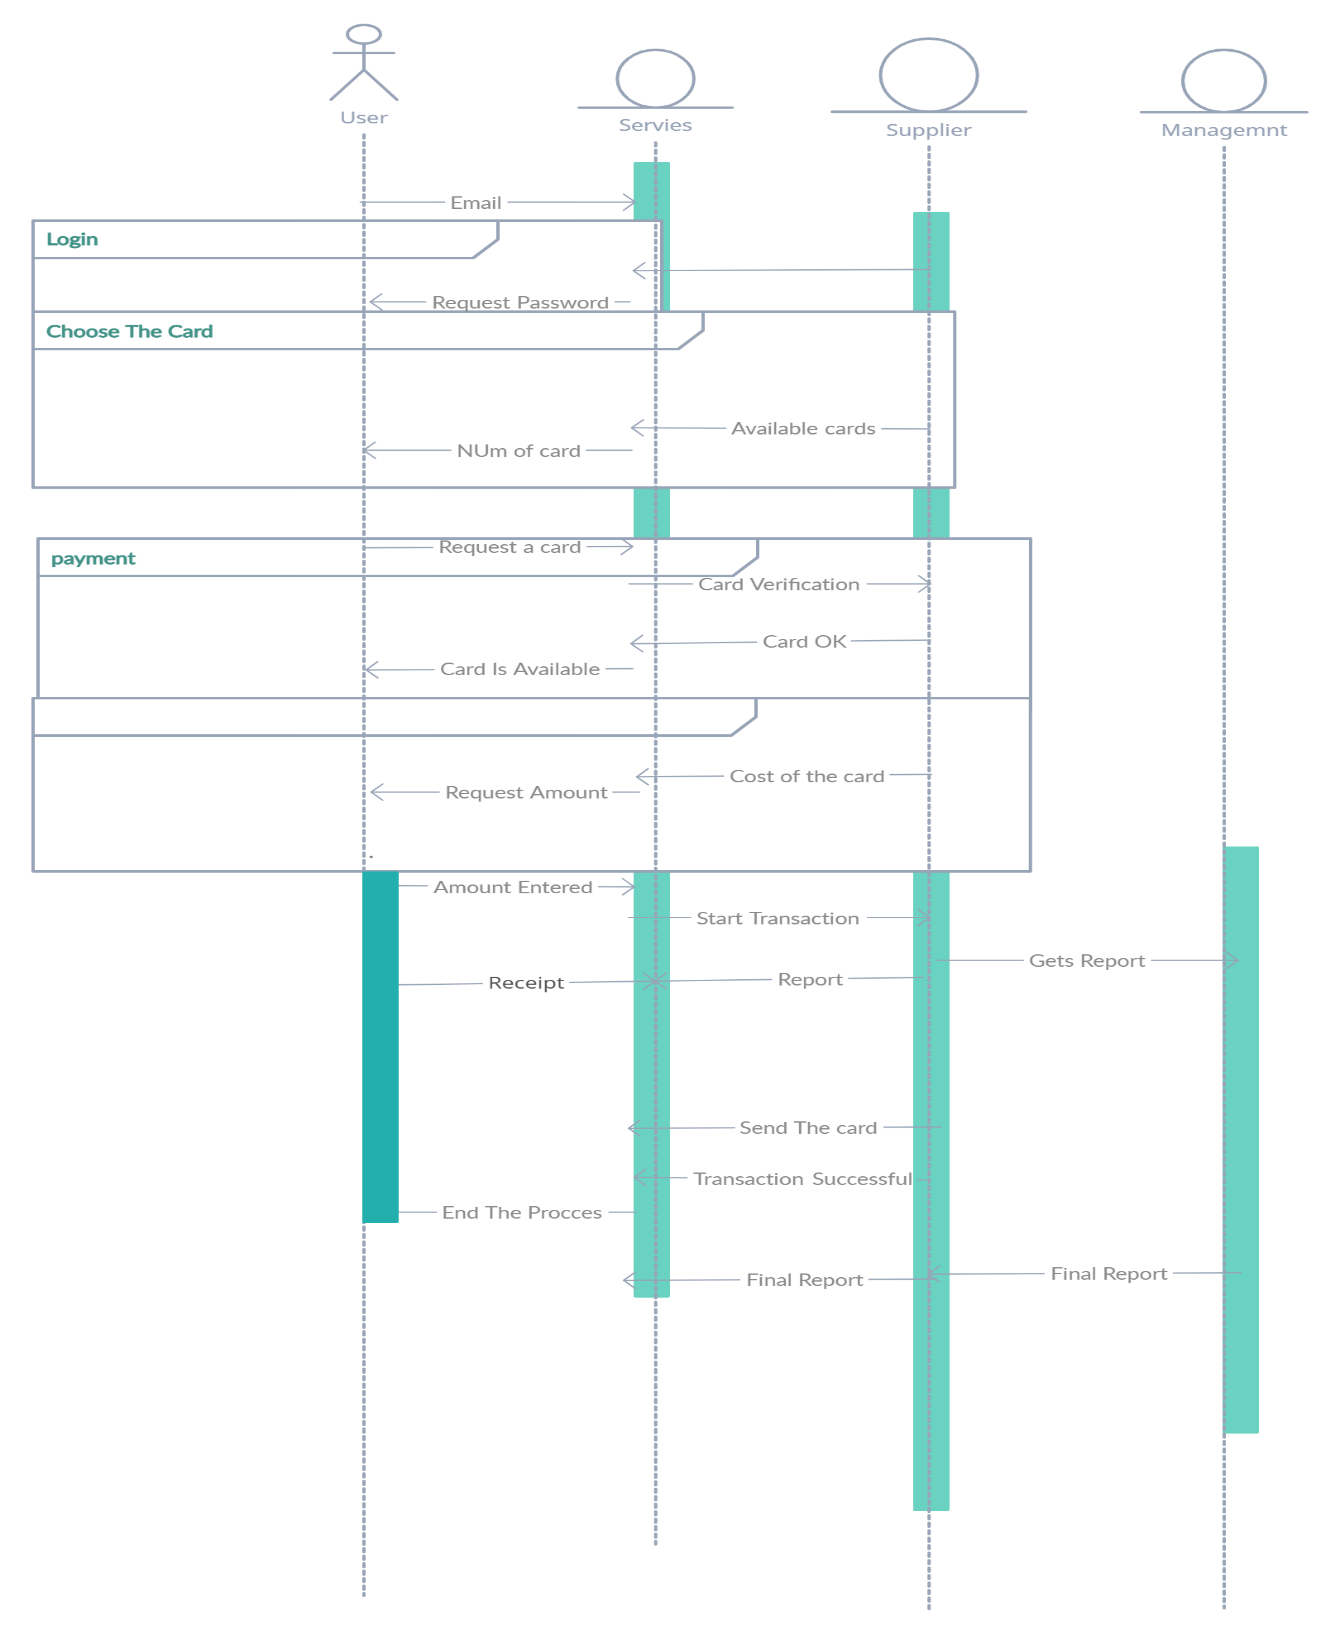 User
Servies
Supplier
Managemnt
Email
Login
Request Password
Choose The Card
Available cards
NUm of card
Request a card
payment
Card Verification
Card OK
Card Is Available
Cost of the card
Request Amount
.
Amount Entered
Start Transaction
Gets Report
Report
Receipt
Send The card
Transaction Successful
End The Procces
Final Report
Final Report